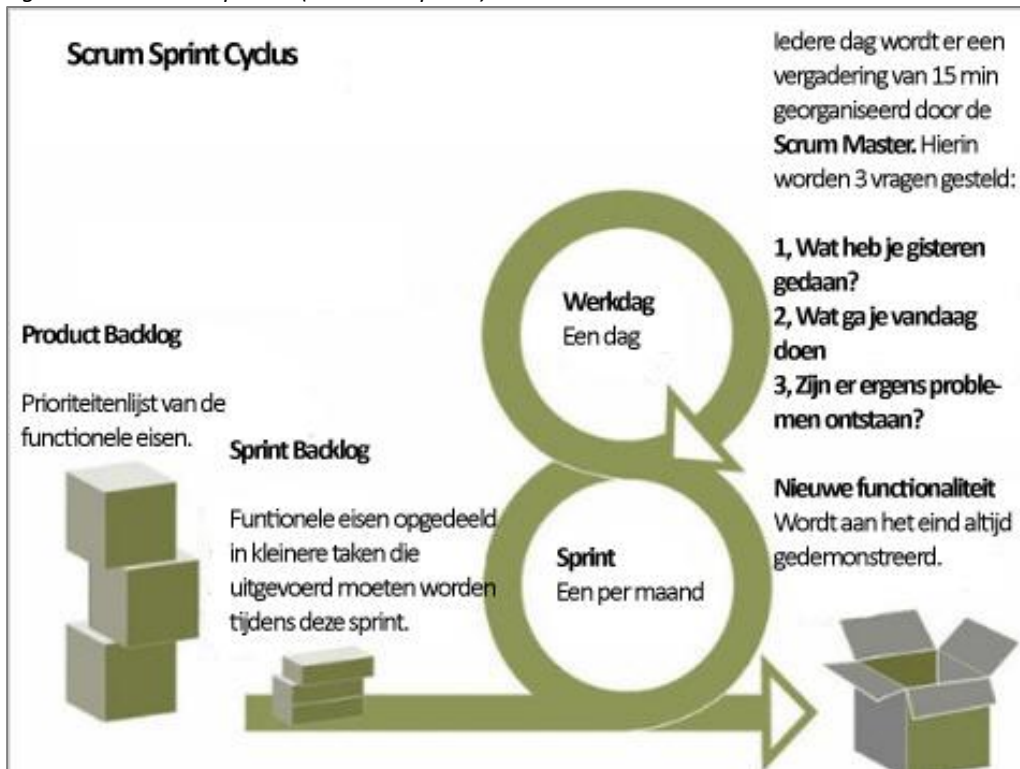 Scrum Sprint Cyclus
Iedere dag wordt er een
vergadering van 15 min
georganiseerd door de
Scrum Master. Hierin
worden 3 vragen gesteld:
1, Wat heb je gisteren
gedaan?
2, Wat ga je vandaag
doen
3, Zijn er ergens proble-
men ontstaan?
Werkdag
Een dag
Product Backlog
Prioriteitenlijst van de
functionele eisen.
Sprint Backlog
Funtionele eisen opgedeeld
in kleinere taken die
uitgevoerd moeten worden
tijdens deze sprint.
Sprint
Een per maand
Nieuwe functionaliteit
Wordt aan het eind altijd
gedemonstreerd.